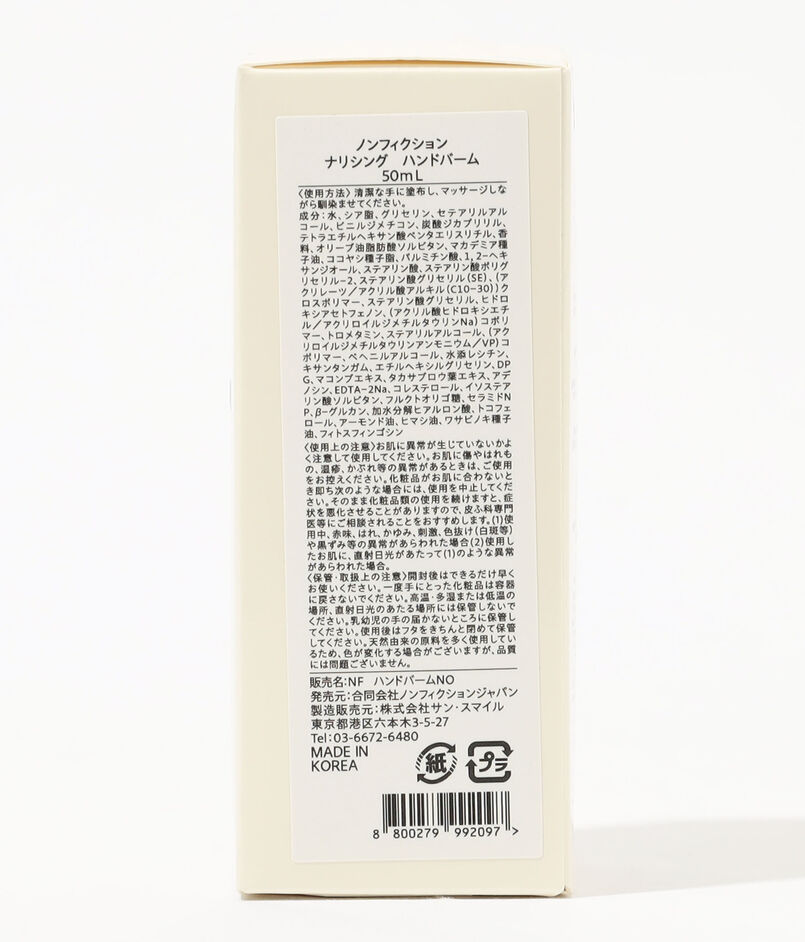 ノンフィクション
ナリシング　ハンドバーム
50mL
〈使用方法〉清潔な手に塗布し、マッサージしな
がら馴染ませてください。
成分：水、シア脂、グリセリン、セテアリルアル
コール、ビニルジメチコン、炭酸ジカプリリル、
テトラエチルヘキサン酸ペンタエリスリチル、香
料、オリーブ油脂肪酸ソルビタン、マカデミア種
子油、ココヤシ種子脂、パルミチン酸、1,2-ヘキ
サンジオール、ステアリン酸、ステアリン酸ポリグ
リセリル-2、ステアリン酸グリセリル(SE)、(ア
クリレーツ／アクリル酸アルキル(C10-30))ク
ロスポリマー、ステアリン酸グリセリル、ヒドロ
キシアセトフェノン、(アクリル酸ヒドロキシエチ
ル／アクリロイルジメチルタウリンNa)コポリ
マー、トロメタミン、ステアリルアルコール、(アク
リロイルジメチルタウリンアンモニウム／VP)コ
ポリマー、ベヘニルアルコール、水添レシチン、
キサンタンガム、エチルヘキシルグリセリン、DP
G、マコンブエキス、タカサブロウ葉エキス、アデ
ノシン、EDTA-2Na、コレステロール、イソステア
リン酸ソルビタン、フルクトオリゴ糖、セラミドN
P、β-グルカン、加水分解ヒアルロン酸、トコフェ
ロール、アーモンド油、ヒマシ油、ワサビノキ種子
油、フィトスフィンゴシン
〈使用上の注意〉お肌に異常が生じていないかよ
く注意して使用してください。お肌に傷やはれも
の、湿疹、かぶれ等の異常があるときは、ご使用
をお控えください。化粧品がお肌に合わないと
き即ち次のような場合には、使用を中止してくだ
さい。そのまま化粧品類の使用を続けますと、症
状を悪化させることがありますので、皮ふ科専門
医等にご相談されることをおすすめします。(1)使
用中、赤味、はれ、かゆみ、刺激、色抜け(白斑等)
や黒ずみ等の異常があらわれた場合(2)使用し
たお肌に、直射日光があたって(1)のような異常
があらわれた場合。
〈保管・取扱上の注意〉開封後はできるだけ早く
お使いください。一度手にとった化粧品は容器
に戻さないでください。高温・多湿または低温の
場所、直射日光のあたる場所には保管しないで
ください。乳幼児の手の届かないところに保管し
てください。使用後はフタをきちんと閉めて保管
してください。天然由来の原料を多く使用してい
るため、色が変化する場合がございますが、品質
には問題ございません。
販売名：NF　ハンドバームNO
発売元：合同会社ノンフィクションジャパン
製造販売元：株式会社サン・スマイル
東京都港区六本木3-5-27
Tel：03-6672-6480
MADE IN
KOREA
紙 プラ
8 800279 992097 >